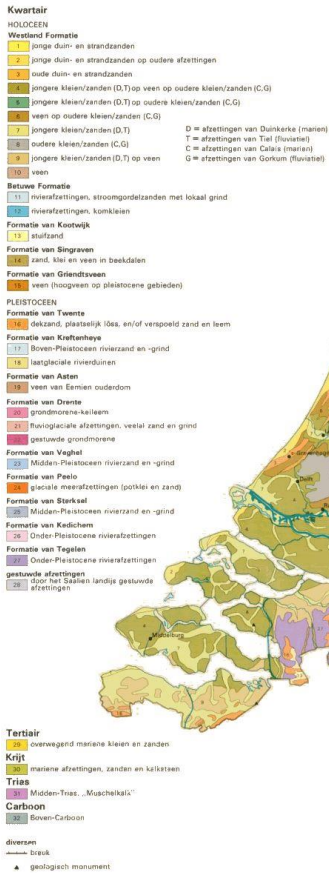 Kwartair
HOLOCEEN
Westland Formatie
1 jonge duin- en strandzanden
2 jonge duin- en strandzanden op oudere afzettingen
3 oude duin- en strandzanden
4 jongere kleien/zanden (D,T) op veen op oudere kleien/zanden (C,G)
5 jongere kleien/zanden (D,T) op oudere kleien/zanden (C,G)
6 veen op oudere kleien/zanden (C,G)
7 jongere kleien/zanden (D,T)
8 oudere kleien/zanden (C,G)
9 jongere kleien/zanden (D,T) op veen
10 veen
D = afzettingen van Duinkerke (marien)
T = afzettingen van Tiel (fluviatiel)
C = afzettingen van Calais (marien)
G = afzettingen van Gorkum (fluviatiel)
Betuwe Formatie
11 rivierafzettingen, stroomgordelzanden met lokaal grind
12 rivierafzettingen, komkleien
Formatie van Kootwijk
13 stuifzand
Formatie van Singraven
14 zand, klei en veen in beekdalen
Formatie van Griendtsveen
15 veen (hoogveen op pleistocene gebieden)
PLEISTOCEEN
Formatie van Twente
16 dekzand, plaatselijk löss, en/of verspoeld zand en leem
Formatie van Kreftenheye
17 Boven-Pleistoceen rivierzand en -grind
18 laatglaciale rivierduinen
Formatie van Asten
19 veen van Eemien ouderdom
Formatie van Drente
20 grondmorene-keileem
21 fluvioglaciale afzettingen, veelal zand en grind
22 gestuwde grondmorene
Formatie van Veghel
23 Midden-Pleistoceen rivierzand en -grind
Formatie van Peelo
24 glaciale meerafzettingen (potklei en zand)
Formatie van Sterksel
25 Midden-Pleistoceen rivierzand en -grind
Formatie van Kedichem
26 Onder-Pleistocene rivierafzettingen
Formatie van Tegelen
27 Onder-Pleistocene rivierafzettingen
gestuwde afzettingen
28 door het Saalien landijs gestuwde
afzettingen
Delft
Middelburg
Tertiair
29 overwegend mariene kleien en zanden
Krijt
30 mariene afzettingen, zanden en kalksteen
Trias
31 Midden-Trias, „Muschelkalk"
Carboon
32 Boven-Carboon
diversen
breuk
geologisch monument